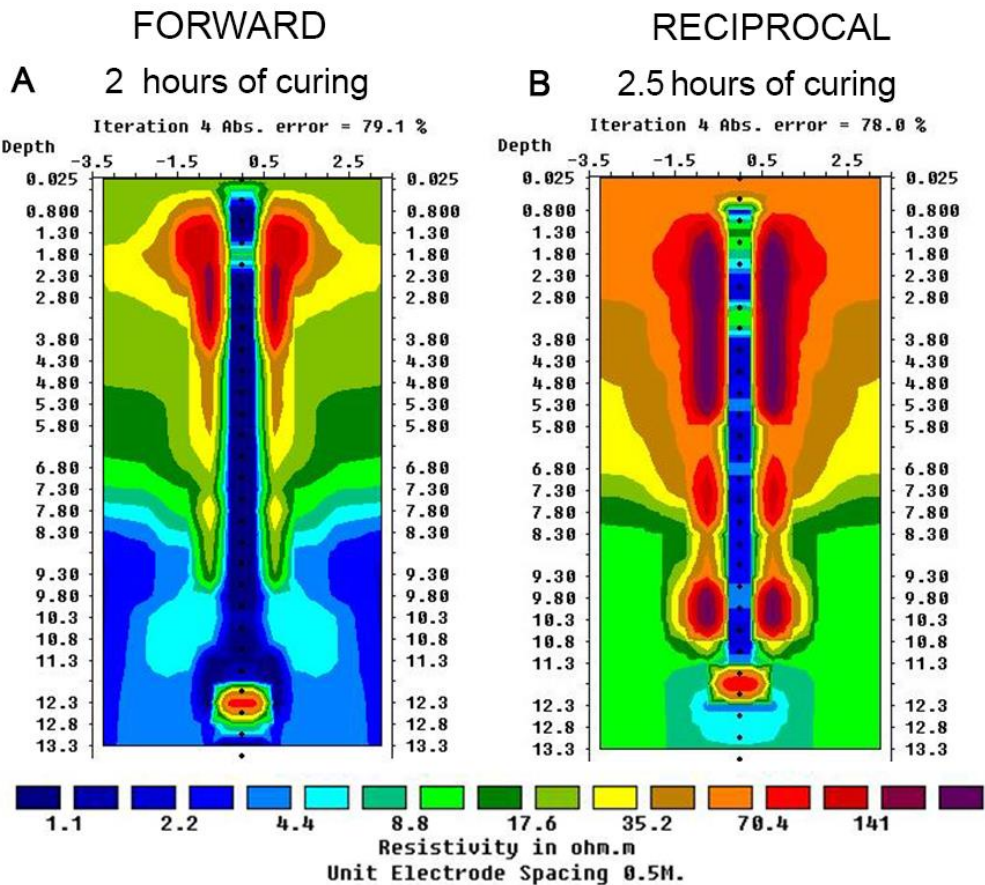 FORWARD
RECIPROCAL
A 2 hours of curing
B 2.5 hours of curing
Iteration 4 Abs. error = 79.1 %
Iteration 4 Abs. error = 78.0 %
Depth
-3.5 -1.5 0.5 2.5
Depth
-3.5 -1.5 0.5 2.5
0.025 0.025 0.025 0.025
0.800 0.800 0.800 0.800
1.30 1.30 1.30 1.30
1.80 1.80 1.80 1.80
2.30 2.30 2.30 2.30
2.80 2.80 2.80 2.80
3.80 3.80 3.80 3.80
4.30 4.30 4.30 4.30
4.80 4.80 4.80 4.80
5.30 5.30 5.30 5.30
5.80 5.80 5.80 5.80
6.80 6.80 6.80 6.80
7.30 7.30 7.30 7.30
7.80 7.80 7.80 7.80
8.30 8.30 8.30 8.30
9.30 9.30 9.30 9.30
9.80 9.80 9.80 9.80
10.3 10.3 10.3 10.3
10.8 10.8 10.8 10.8
11.3 11.3 11.3 11.3
12.3 12.3 12.3 12.3
12.8 12.8 12.8 12.8
13.3 13.3 13.3 13.3
1.1 2.2 4.4 8.8 17.6 35.2 70.4 141
Resistivity in ohm.m
Unit Electrode Spacing 0.5M.